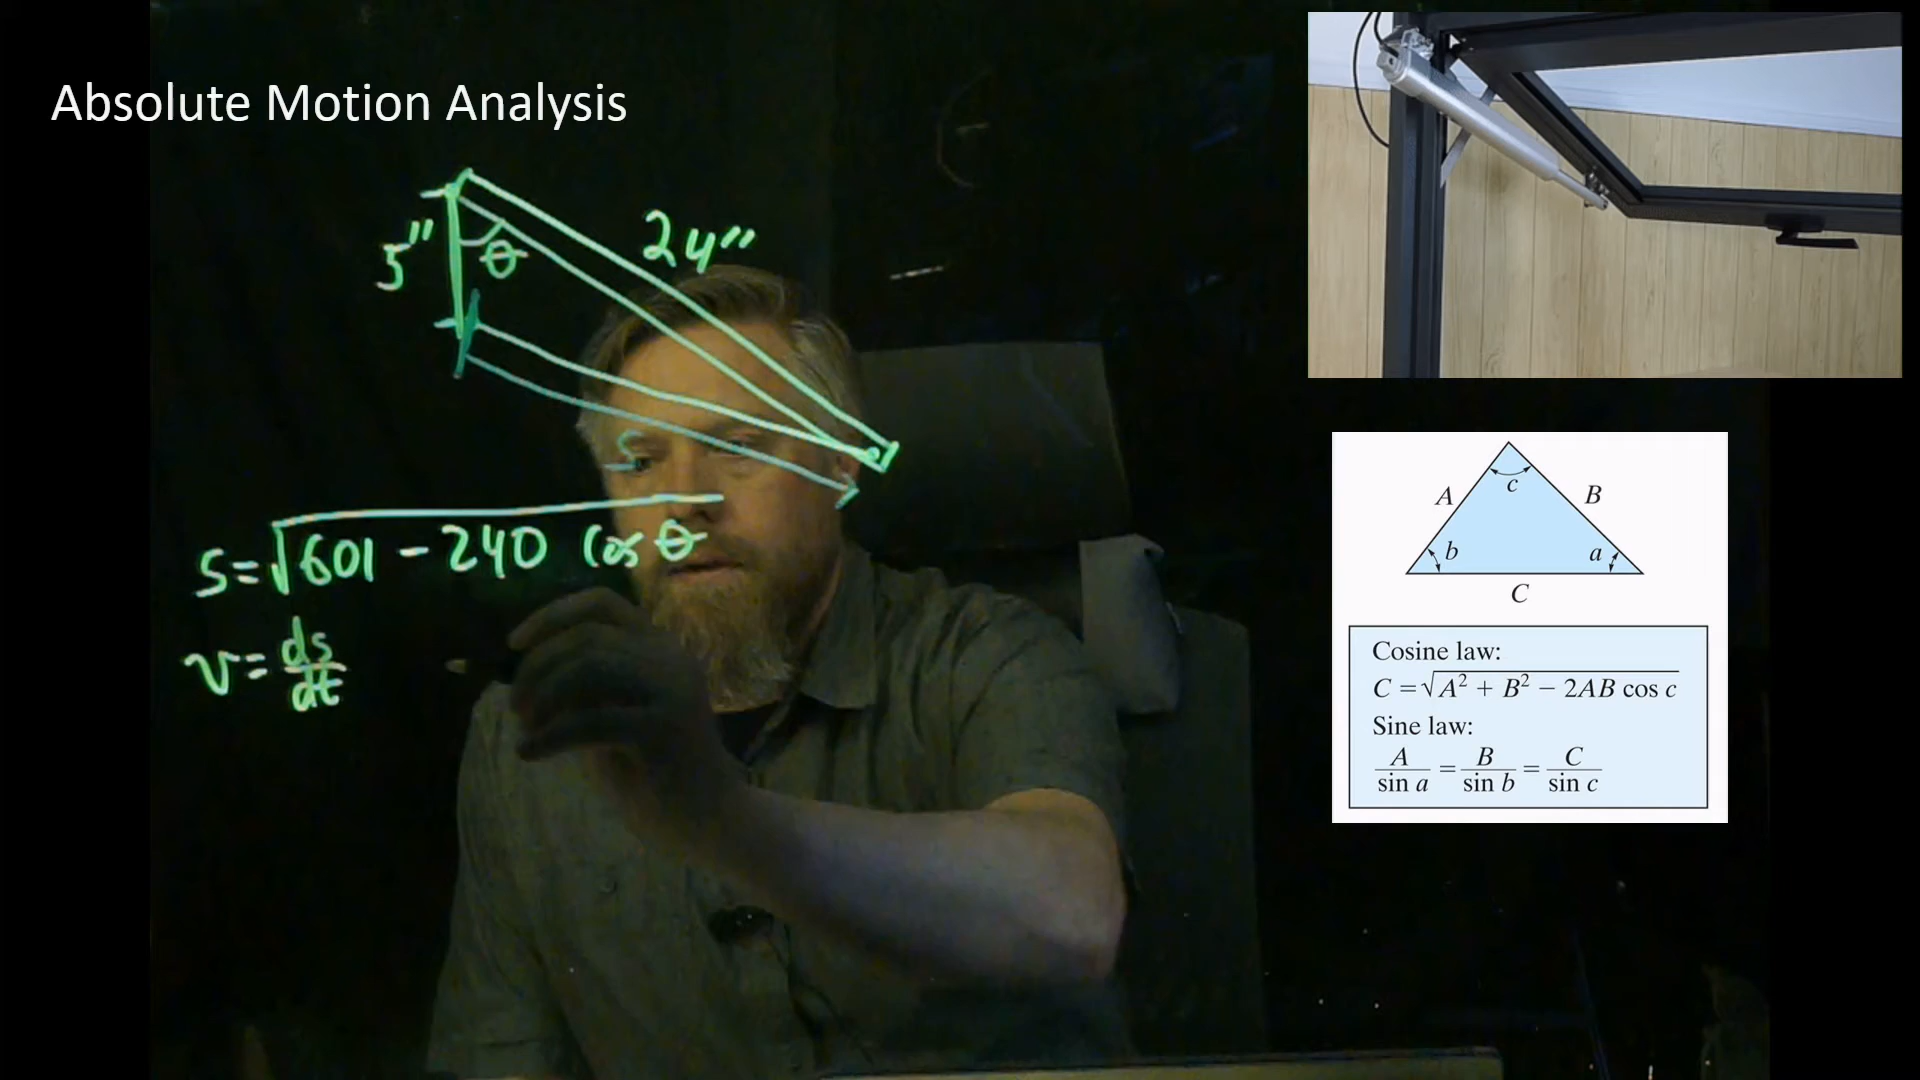 Absolute Motion Analysis
5"
θ
24"
s
s = √601 - 240 cos θ
v = ds/dt
A
c
B
b
a
C
Cosine law:
C = √A² + B² − 2AB cos c
Sine law:
A/sin a = B/sin b = C/sin c